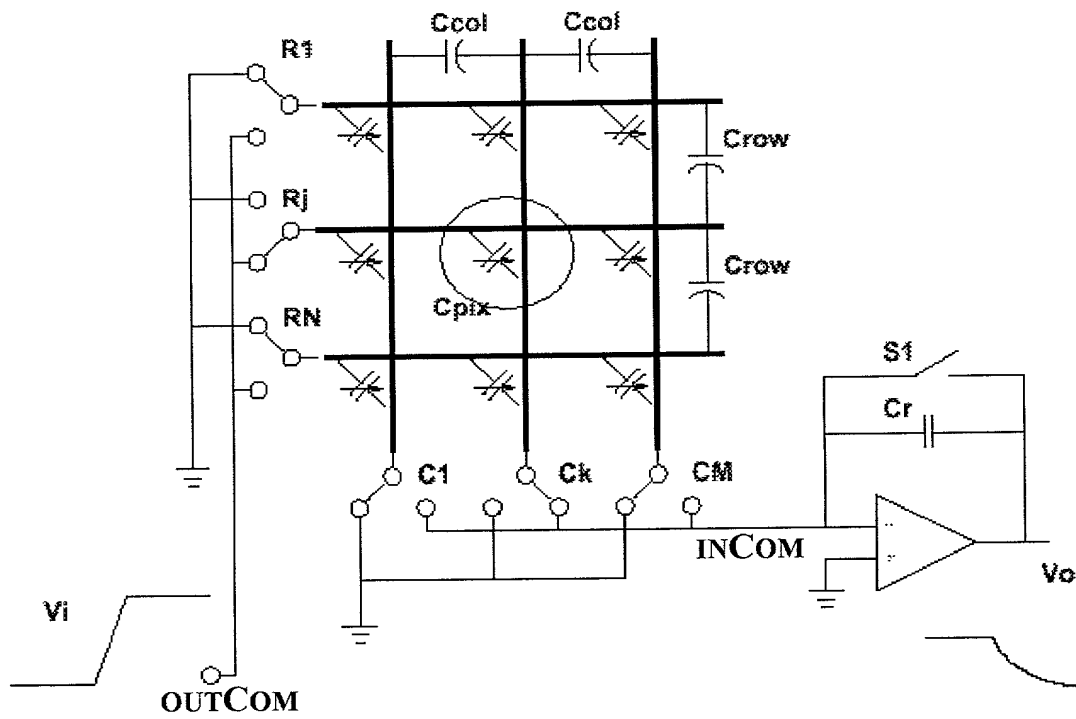 Ccol Ccol
R1
Crow
Rj
Crow
Cpix
RN
S1
Cr
C1 Ck CM
INCOM
Vi
Vo
OUTCOM